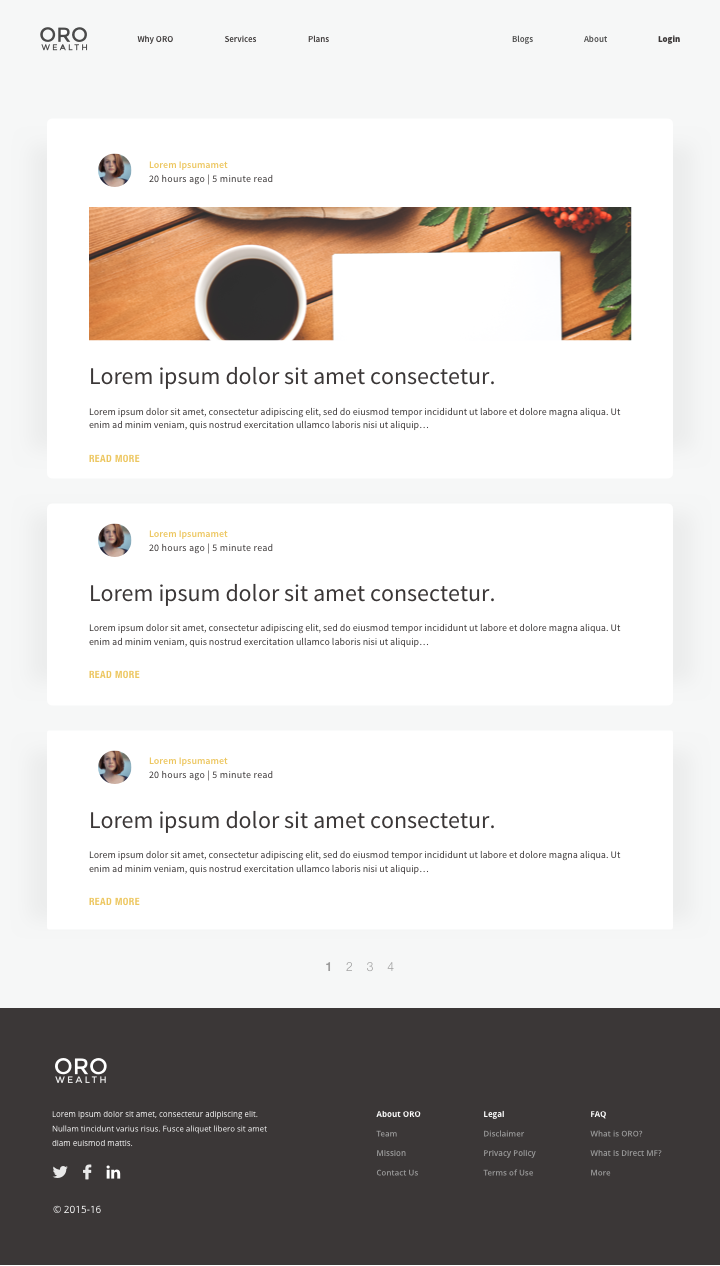 ORO
WEALTH
Why ORO
Services
Plans
Blogs
About
Login
Lorem Ipsumamet
20 hours ago | 5 minute read
Lorem ipsum dolor sit amet consectetur.
Lorem ipsum dolor sit amet, consectetur adipiscing elit, sed do eiusmod tempor incididunt ut labore et dolore magna aliqua. Ut
enim ad minim veniam, quis nostrud exercitation ullamco laboris nisi ut aliquip…
READ MORE
Lorem Ipsumamet
20 hours ago | 5 minute read
Lorem ipsum dolor sit amet consectetur.
Lorem ipsum dolor sit amet, consectetur adipiscing elit, sed do eiusmod tempor incididunt ut labore et dolore magna aliqua. Ut
enim ad minim veniam, quis nostrud exercitation ullamco laboris nisi ut aliquip…
READ MORE
Lorem Ipsumamet
20 hours ago | 5 minute read
Lorem ipsum dolor sit amet consectetur.
Lorem ipsum dolor sit amet, consectetur adipiscing elit, sed do eiusmod tempor incididunt ut labore et dolore magna aliqua. Ut
enim ad minim veniam, quis nostrud exercitation ullamco laboris nisi ut aliquip…
READ MORE
1 2 3 4
ORO
WEALTH
Lorem ipsum dolor sit amet, consectetur adipiscing elit.
Nullam tincidunt varius risus. Fusce aliquet libero sit amet
diam euismod mattis.
© 2015-16
About ORO
Team
Mission
Contact Us
Legal
Disclaimer
Privacy Policy
Terms of Use
FAQ
What is ORO?
What is Direct MF?
More